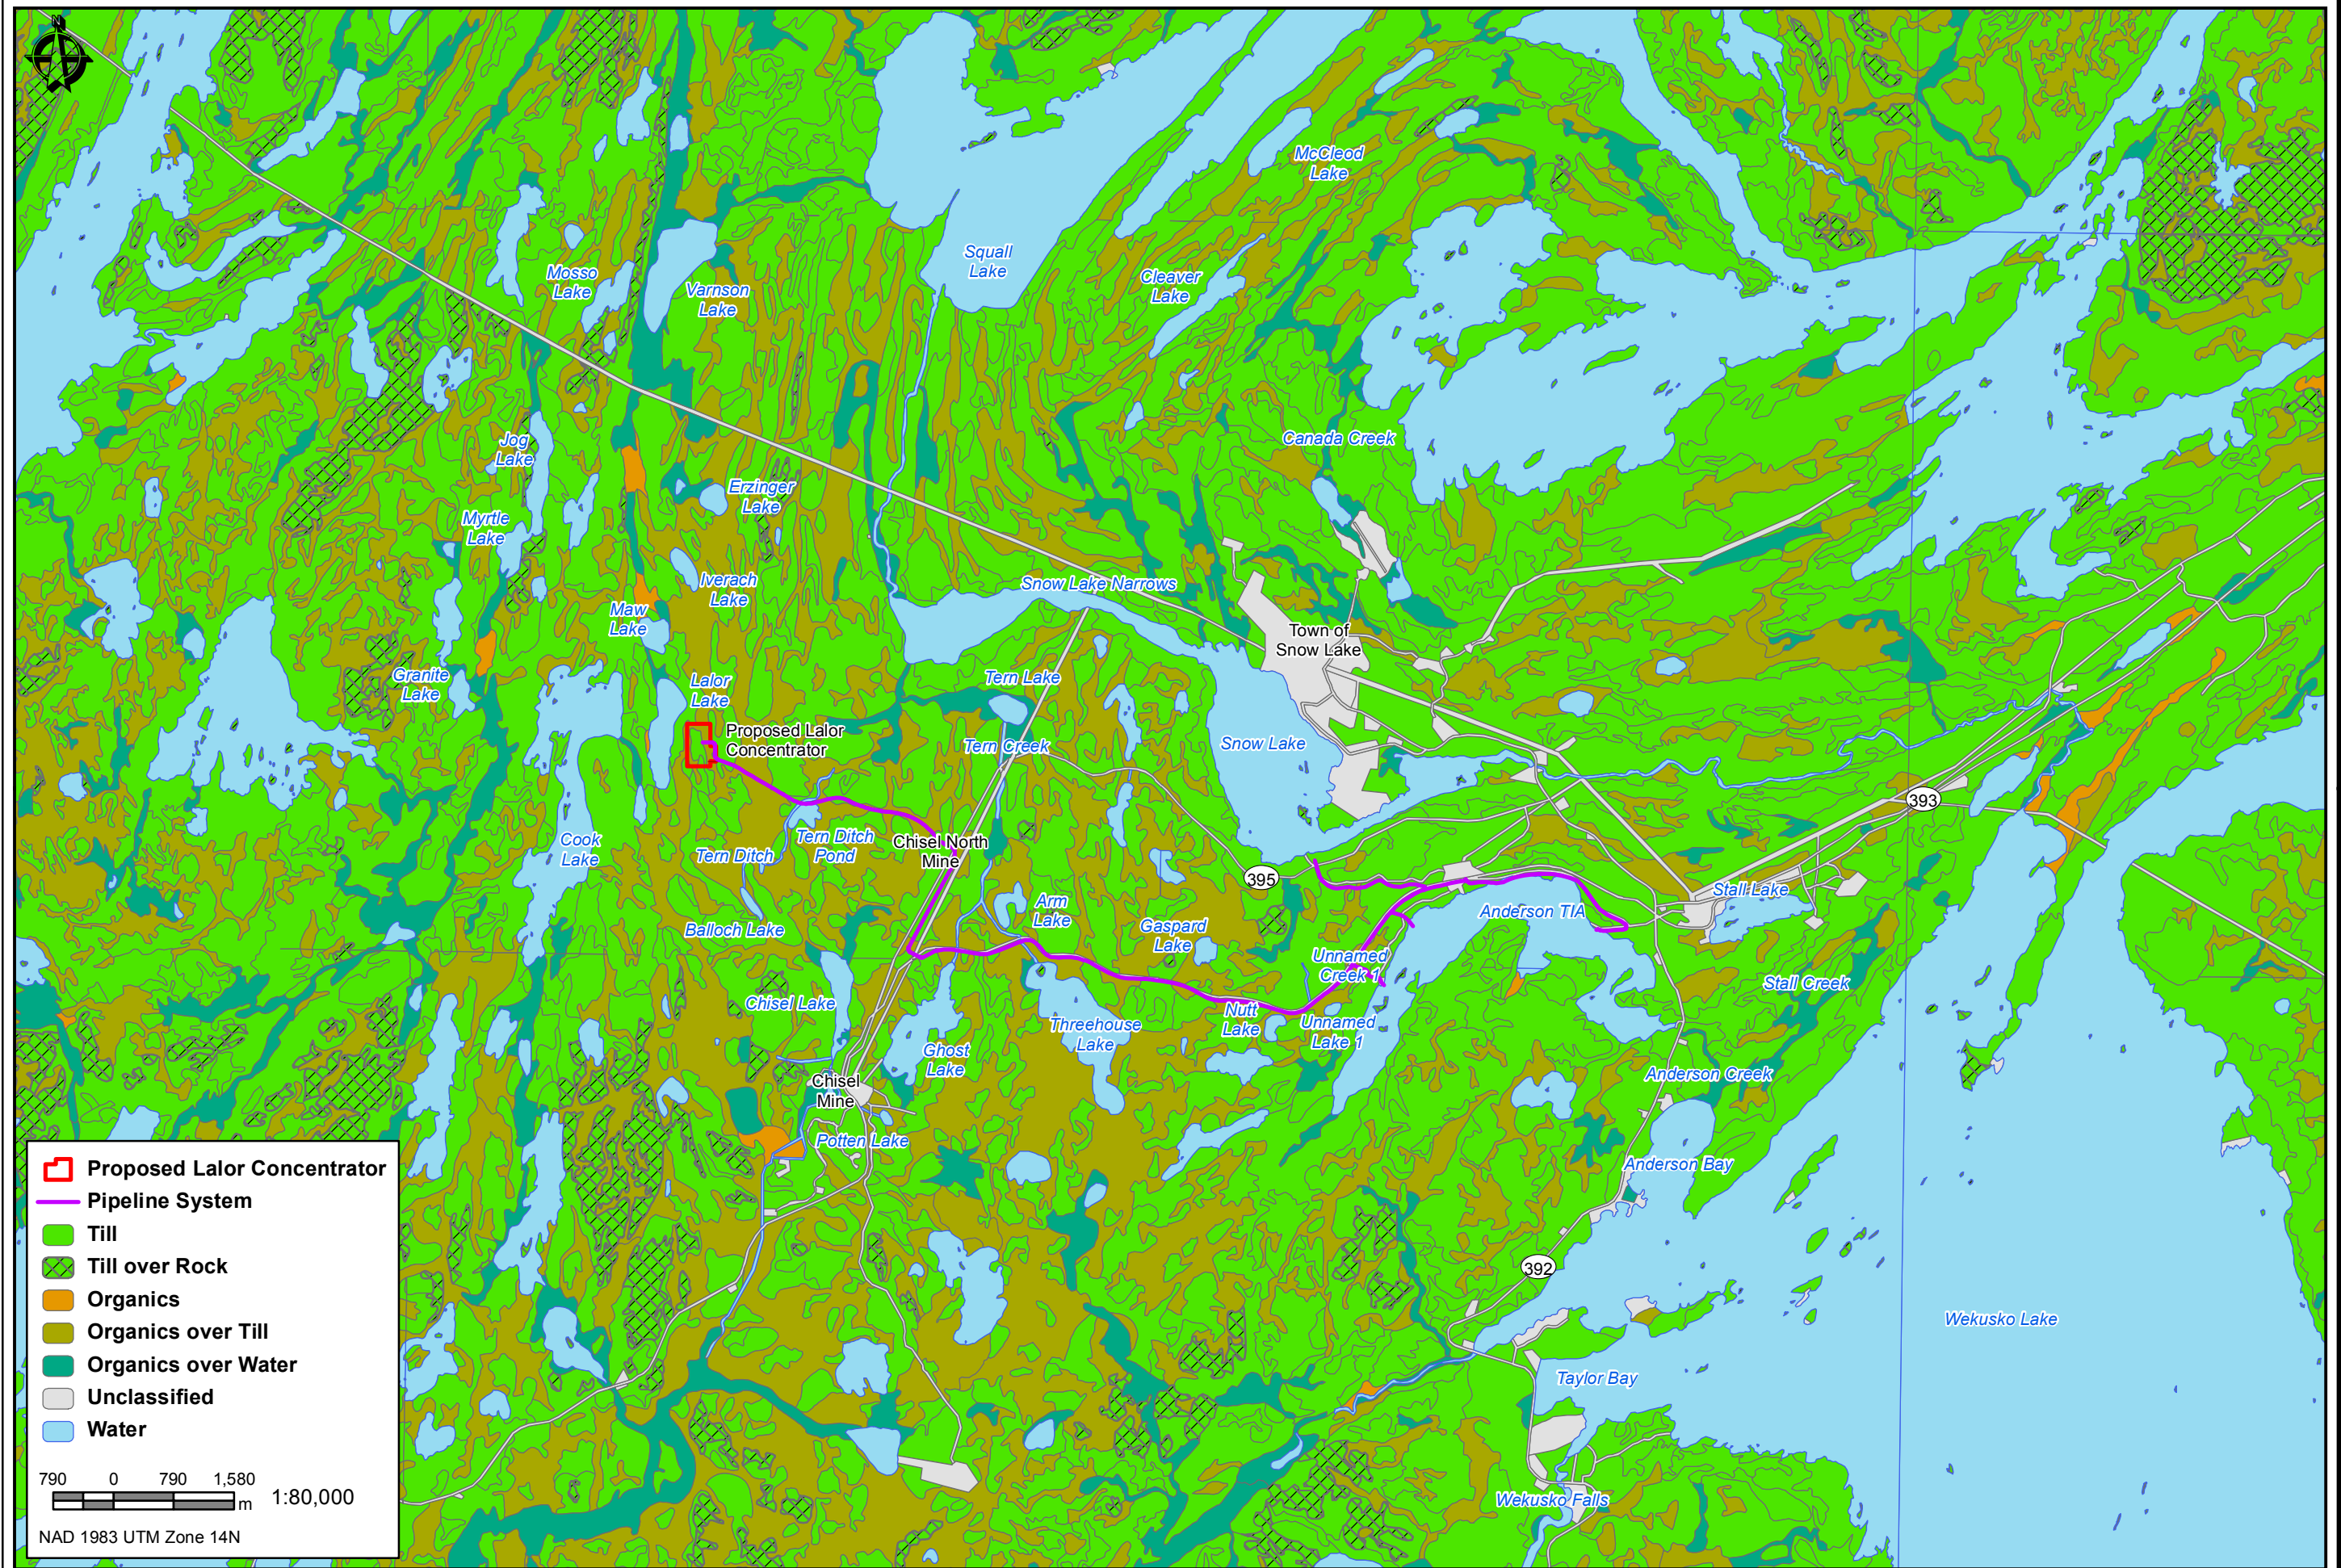 N
McCleod
Lake
Squall
Lake
Mosso
Lake
Varnson
Lake
Cleaver
Lake
Jog
Lake
Canada Creek
Erzinger
Lake
Myrtle
Lake
Iverach
Lake
Snow Lake Narrows
Maw
Lake
Town of
Snow Lake
Granite
Lake
Lalor
Lake
Tern Lake
Proposed Lalor
Concentrator
Tern Creek
Snow Lake
393
Cook
Lake
Tern Ditch
Pond
Chisel North
Mine
Tern Ditch
395
Stall Lake
Arm
Lake
Anderson TIA
Balloch Lake
Gaspard
Lake
Unnamed
Creek 1
Stall Creek
Chisel Lake
Nutt
Lake
Unnamed
Lake 1
Threehouse
Lake
Ghost
Lake
Anderson Creek
Chisel
Mine
Potten Lake
Anderson Bay
392
Wekusko Lake
Taylor Bay
Wekusko Falls
Proposed Lalor Concentrator
Pipeline System
Till
Till over Rock
Organics
Organics over Till
Organics over Water
Unclassified
Water
790 0 790 1,580
m
1:80,000
NAD 1983 UTM Zone 14N